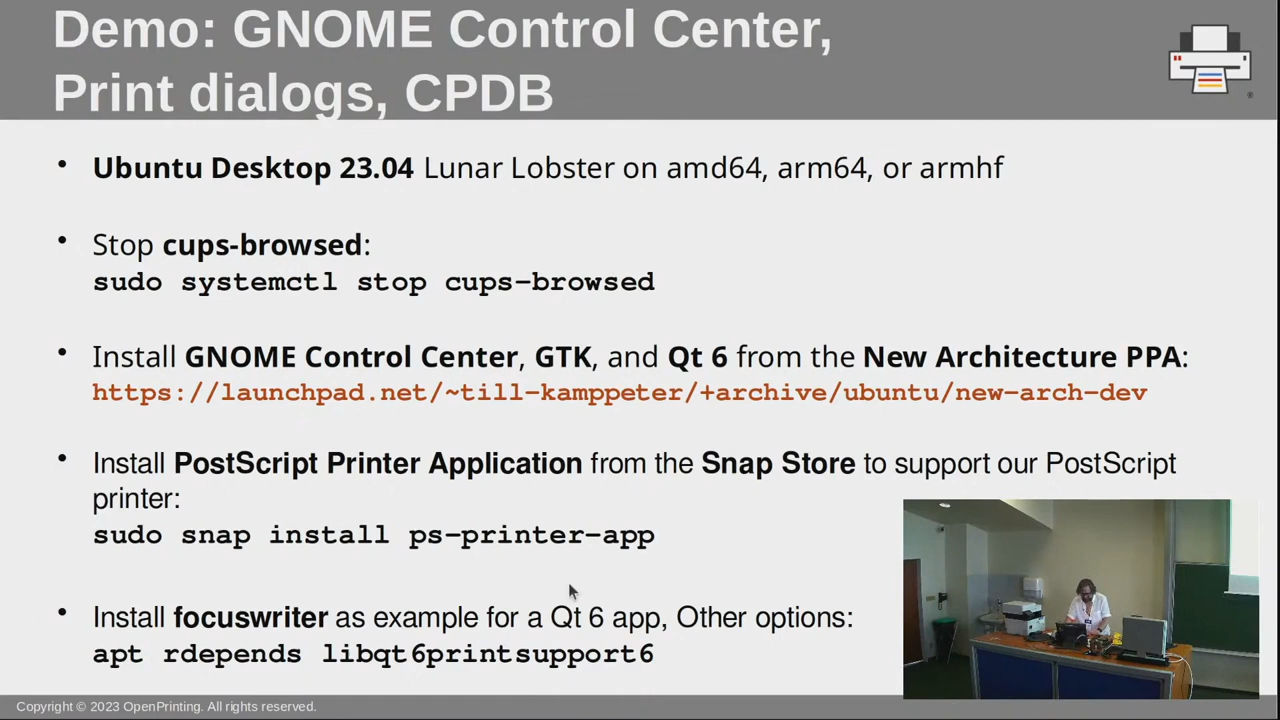 Demo: GNOME Control Center,
Print dialogs, CPDB
®
• Ubuntu Desktop 23.04 Lunar Lobster on amd64, arm64, or armhf
• Stop cups-browsed:
sudo systemctl stop cups-browsed
• Install GNOME Control Center, GTK, and Qt 6 from the New Architecture PPA:
https://launchpad.net/~till-kamppeter/+archive/ubuntu/new-arch-dev
• Install PostScript Printer Application from the Snap Store to support our PostScript
printer:
sudo snap install ps-printer-app
• Install focuswriter as example for a Qt 6 app, Other options:
apt rdepends libqt6printsupport6
Copyright © 2023 OpenPrinting. All rights reserved.